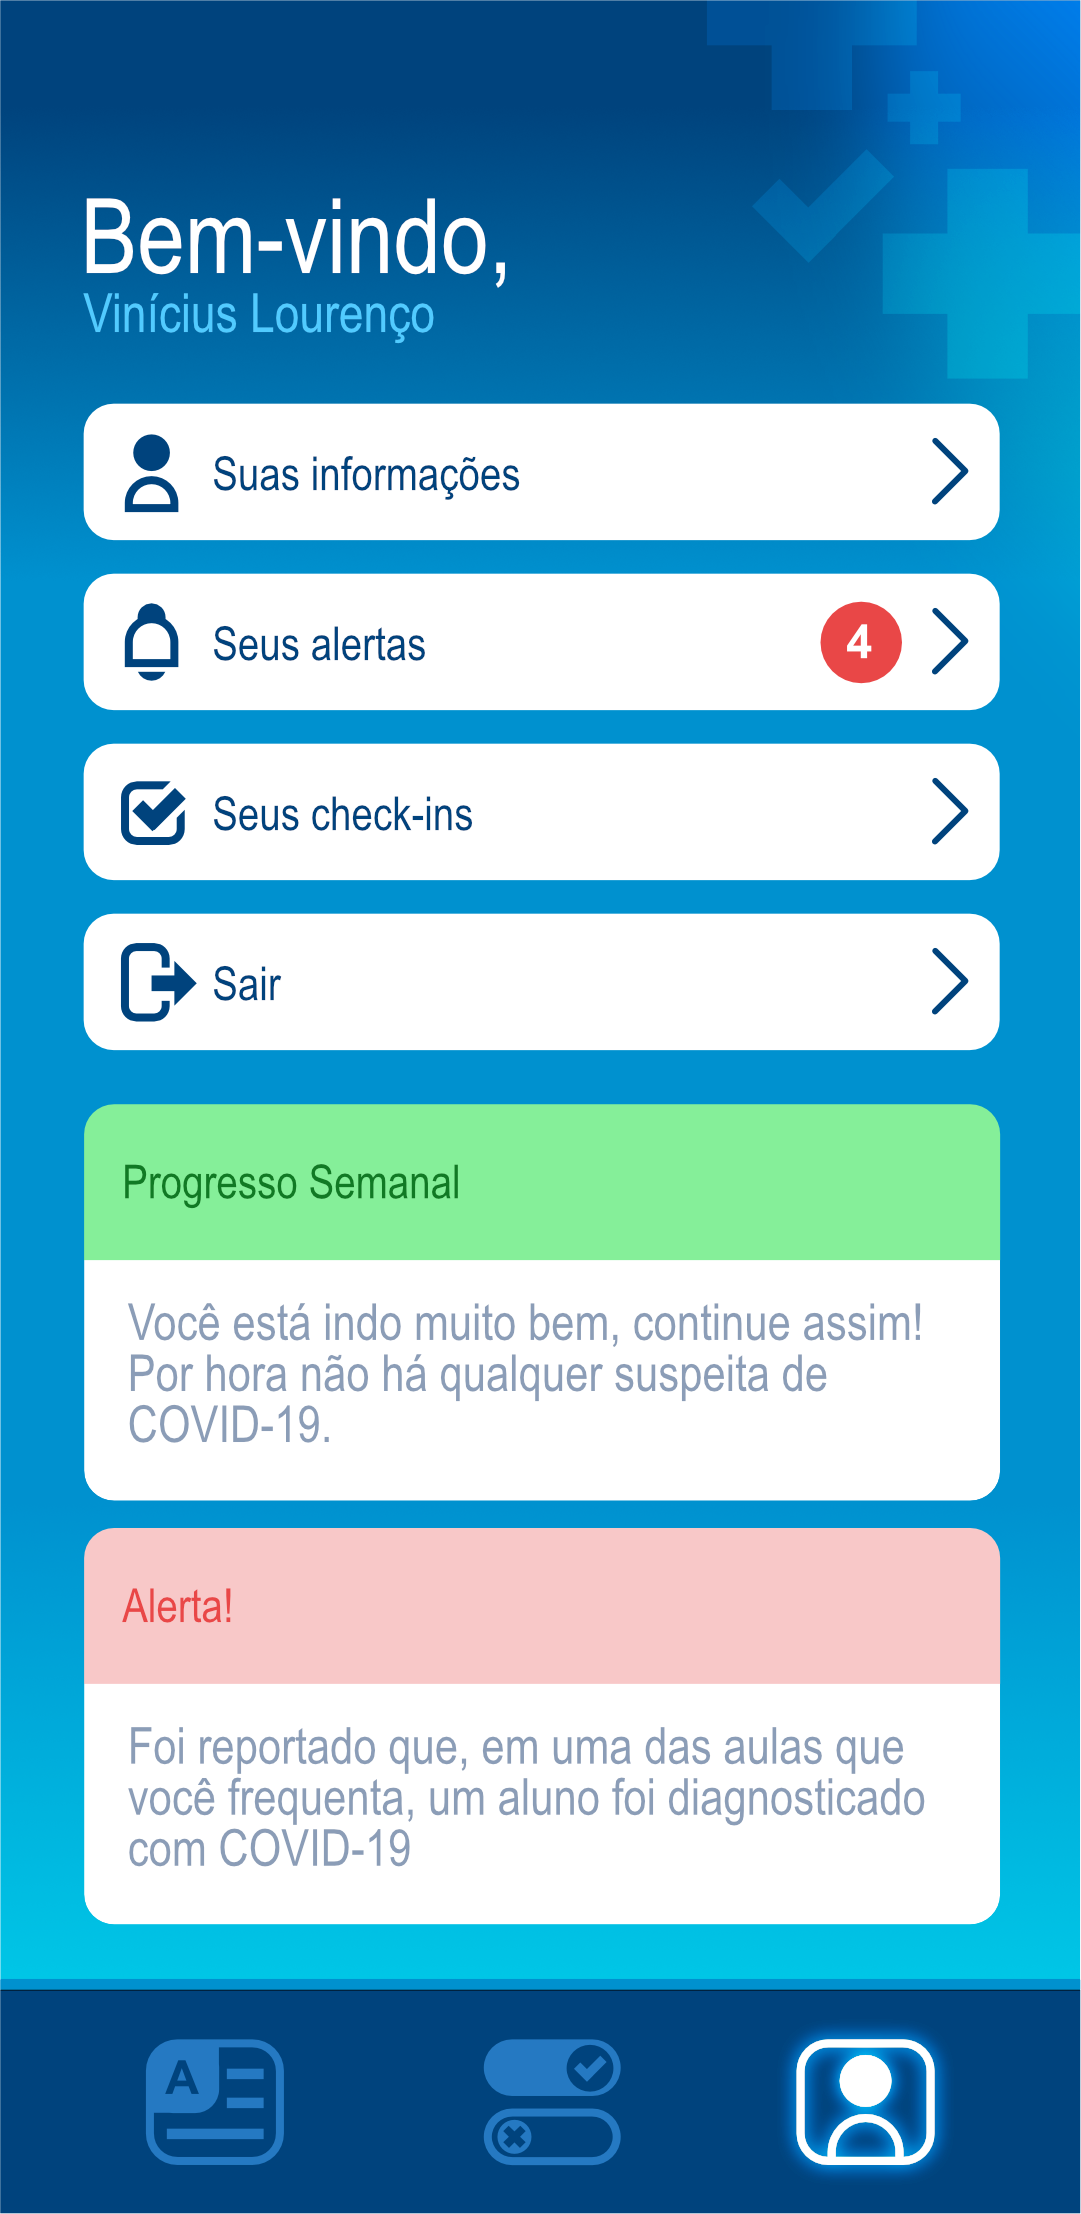 Bem-vindo,
Vinícius Lourenço
Suas informações
Seus alertas
4
Seus check-ins
Sair
Progresso Semanal
Você está indo muito bem, continue assim!
Por hora não há qualquer suspeita de
COVID-19.
Alerta!
Foi reportado que, em uma das aulas que
você frequenta, um aluno foi diagnosticado
com COVID-19
A